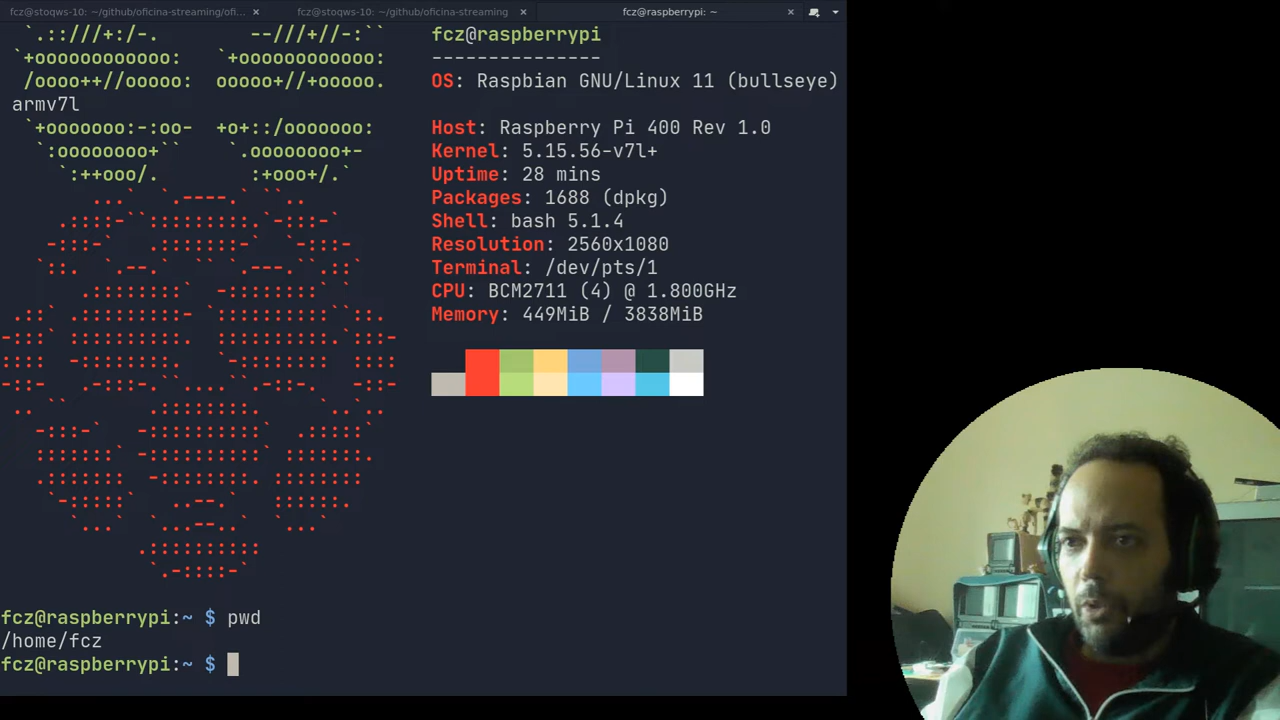 fcz@stoqws-10: ~/github/oficina-streaming/ofi... ×
fcz@stoqws-10: ~/github/oficina-streaming ×
fcz@raspberrypi: ~ ×
fcz@raspberrypi
---------------
OS: Raspbian GNU/Linux 11 (bullseye)
armv7l
Host: Raspberry Pi 400 Rev 1.0
Kernel: 5.15.56-v7l+
Uptime: 28 mins
Packages: 1688 (dpkg)
Shell: bash 5.1.4
Resolution: 2560x1080
Terminal: /dev/pts/1
CPU: BCM2711 (4) @ 1.800GHz
Memory: 449MiB / 3838MiB
fcz@raspberrypi:~ $ pwd
/home/fcz
fcz@raspberrypi:~ $